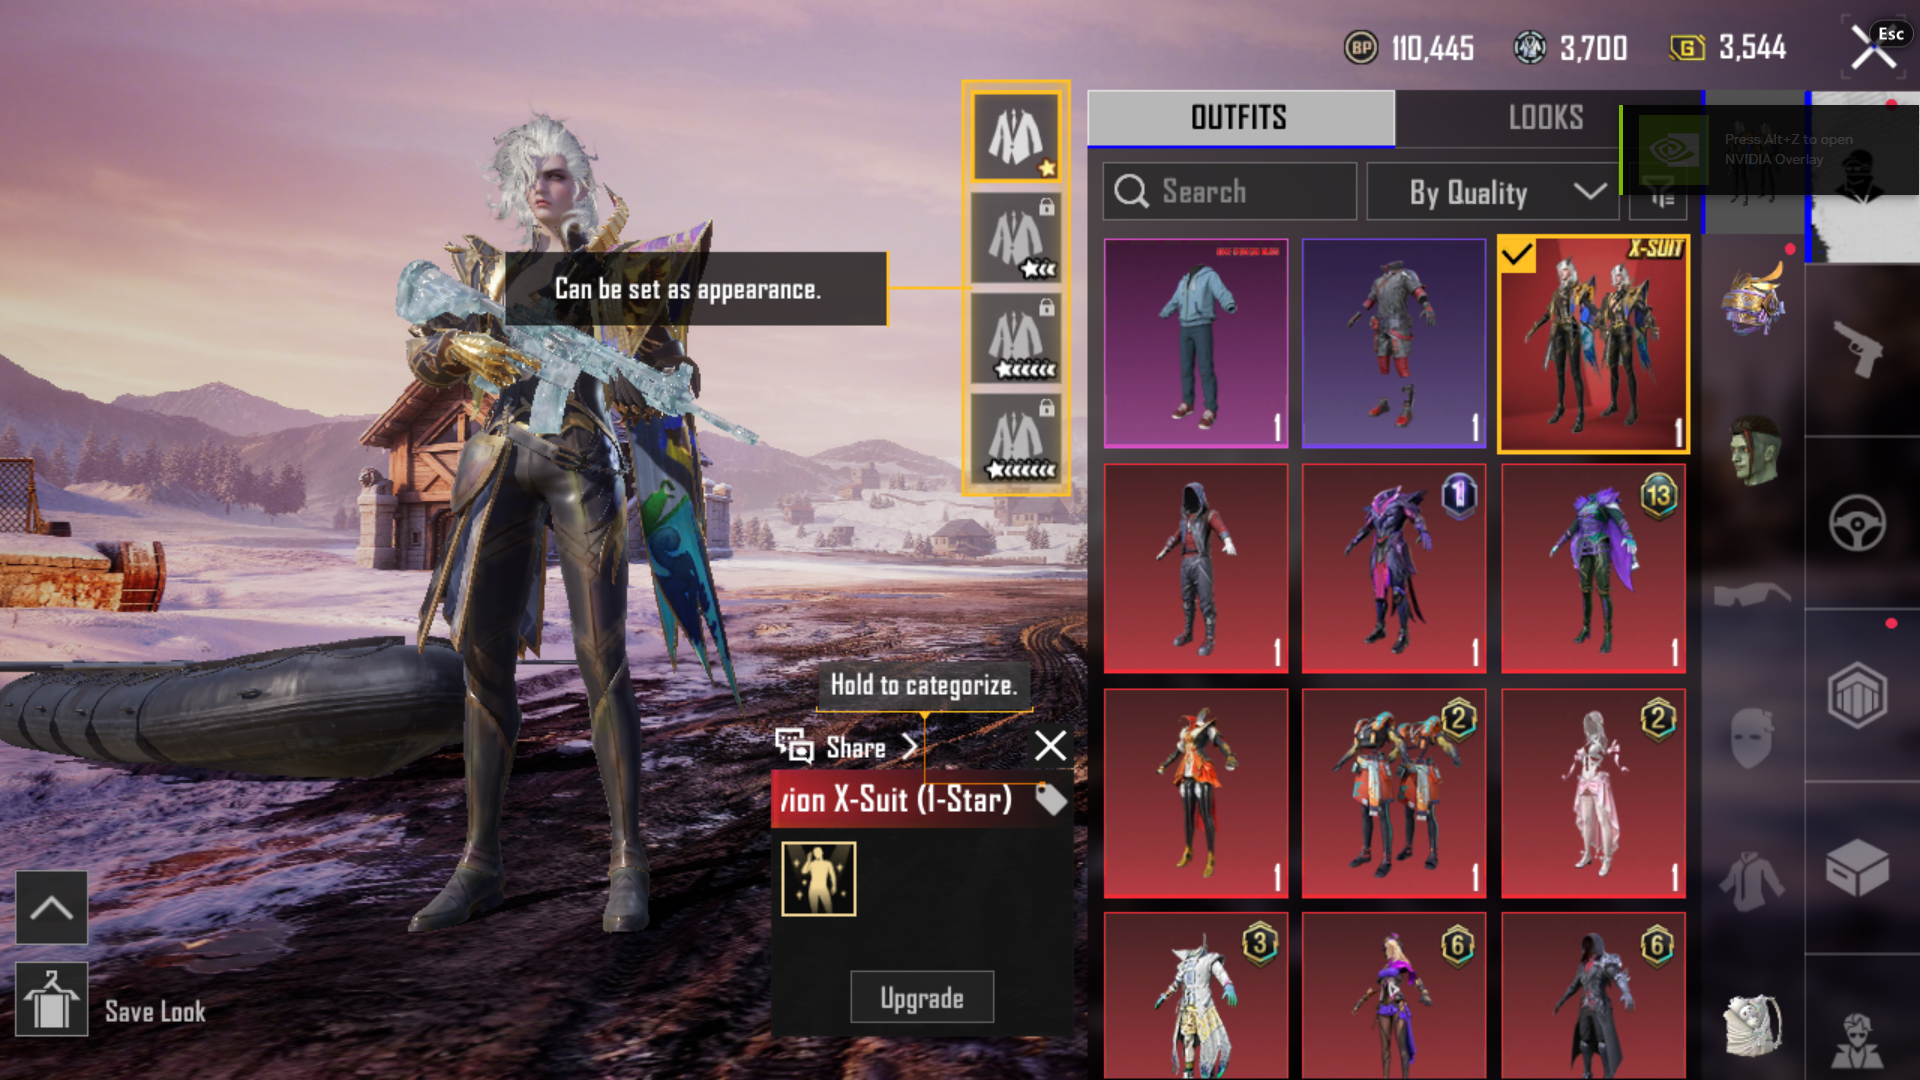 BP 110,445
3,700
G 3,544
Esc
OUTFITS
LOOKS
Press Alt+Z to open
NVIDIA Overlay
Search
By Quality
Can be set as appearance.
X-SUIT
1
1
1
1
13
1
1
1
2
2
1
1
1
3
6
6
Hold to categorize.
Share
vion X-Suit (1-Star)
Upgrade
Save Look